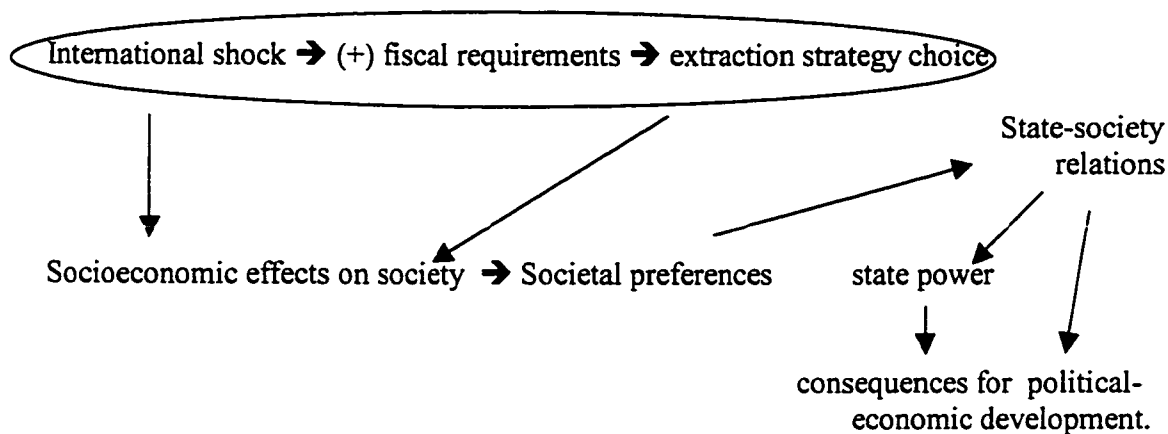 International shock ➔ (+) fiscal requirements ➔ extraction strategy choice
State-society
relations
Socioeconomic effects on society ➔ Societal preferences
state power
consequences for political-
economic development.